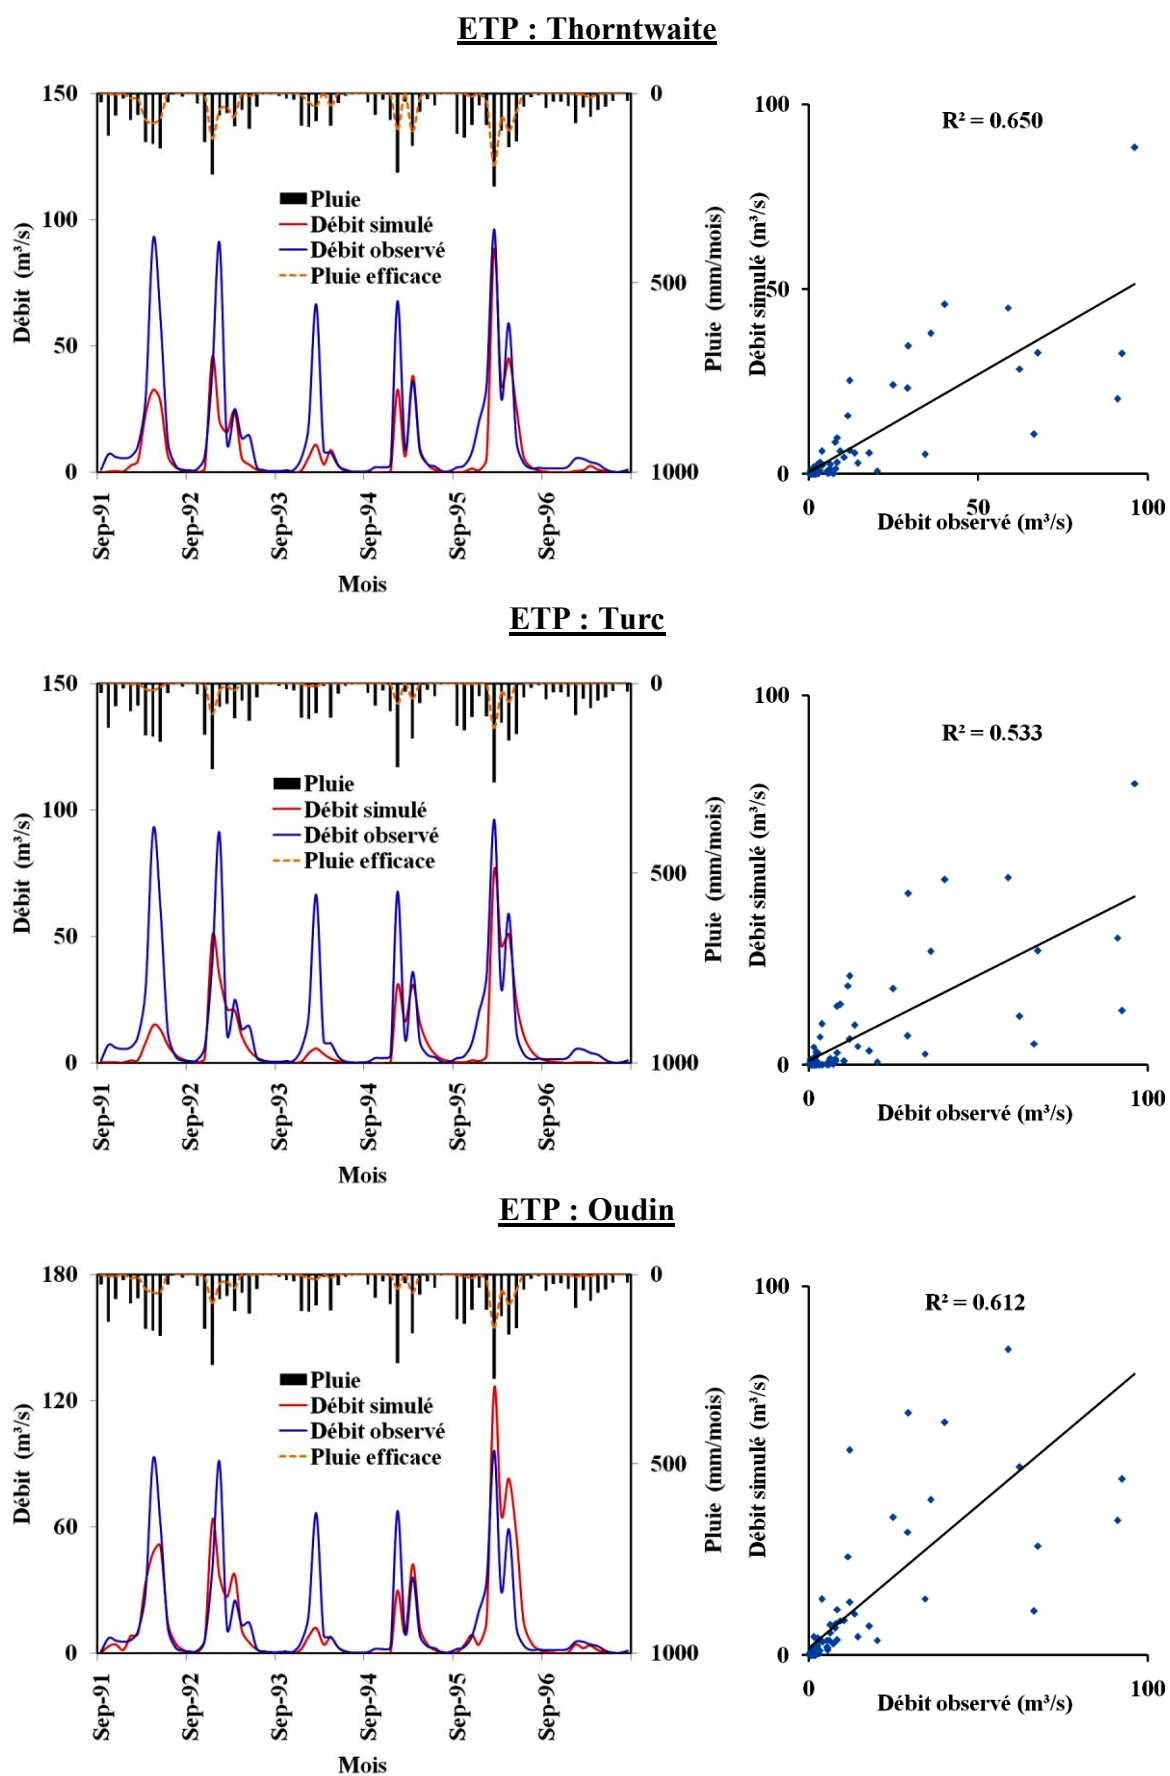 ETP : Thorntwaite
150
100
50
0
Débit (m³/s)
0
500
1000
Pluie (mm/mois)
Pluie
Débit simulé
Débit observé
Pluie efficace
Sep-91
Sep-92
Sep-93
Sep-94
Sep-95
Sep-96
Mois
R² = 0.650
100
50
0
Débit simulé (m³/s)
0
50
100
Débit observé (m³/s)
ETP : Turc
150
100
50
0
Débit (m³/s)
0
500
1000
Pluie (mm/mois)
Pluie
Débit simulé
Débit observé
Pluie efficace
Sep-91
Sep-92
Sep-93
Sep-94
Sep-95
Sep-96
Mois
R² = 0.533
100
0
Débit simulé (m³/s)
0
100
Débit observé (m³/s)
ETP : Oudin
180
120
60
0
Débit (m³/s)
0
500
1000
Pluie (mm/mois)
Pluie
Débit simulé
Débit observé
Pluie efficace
Sep-91
Sep-92
Sep-93
Sep-94
Sep-95
Sep-96
Mois
R² = 0.612
100
0
Débit simulé (m³/s)
0
100
Débit observé (m³/s)